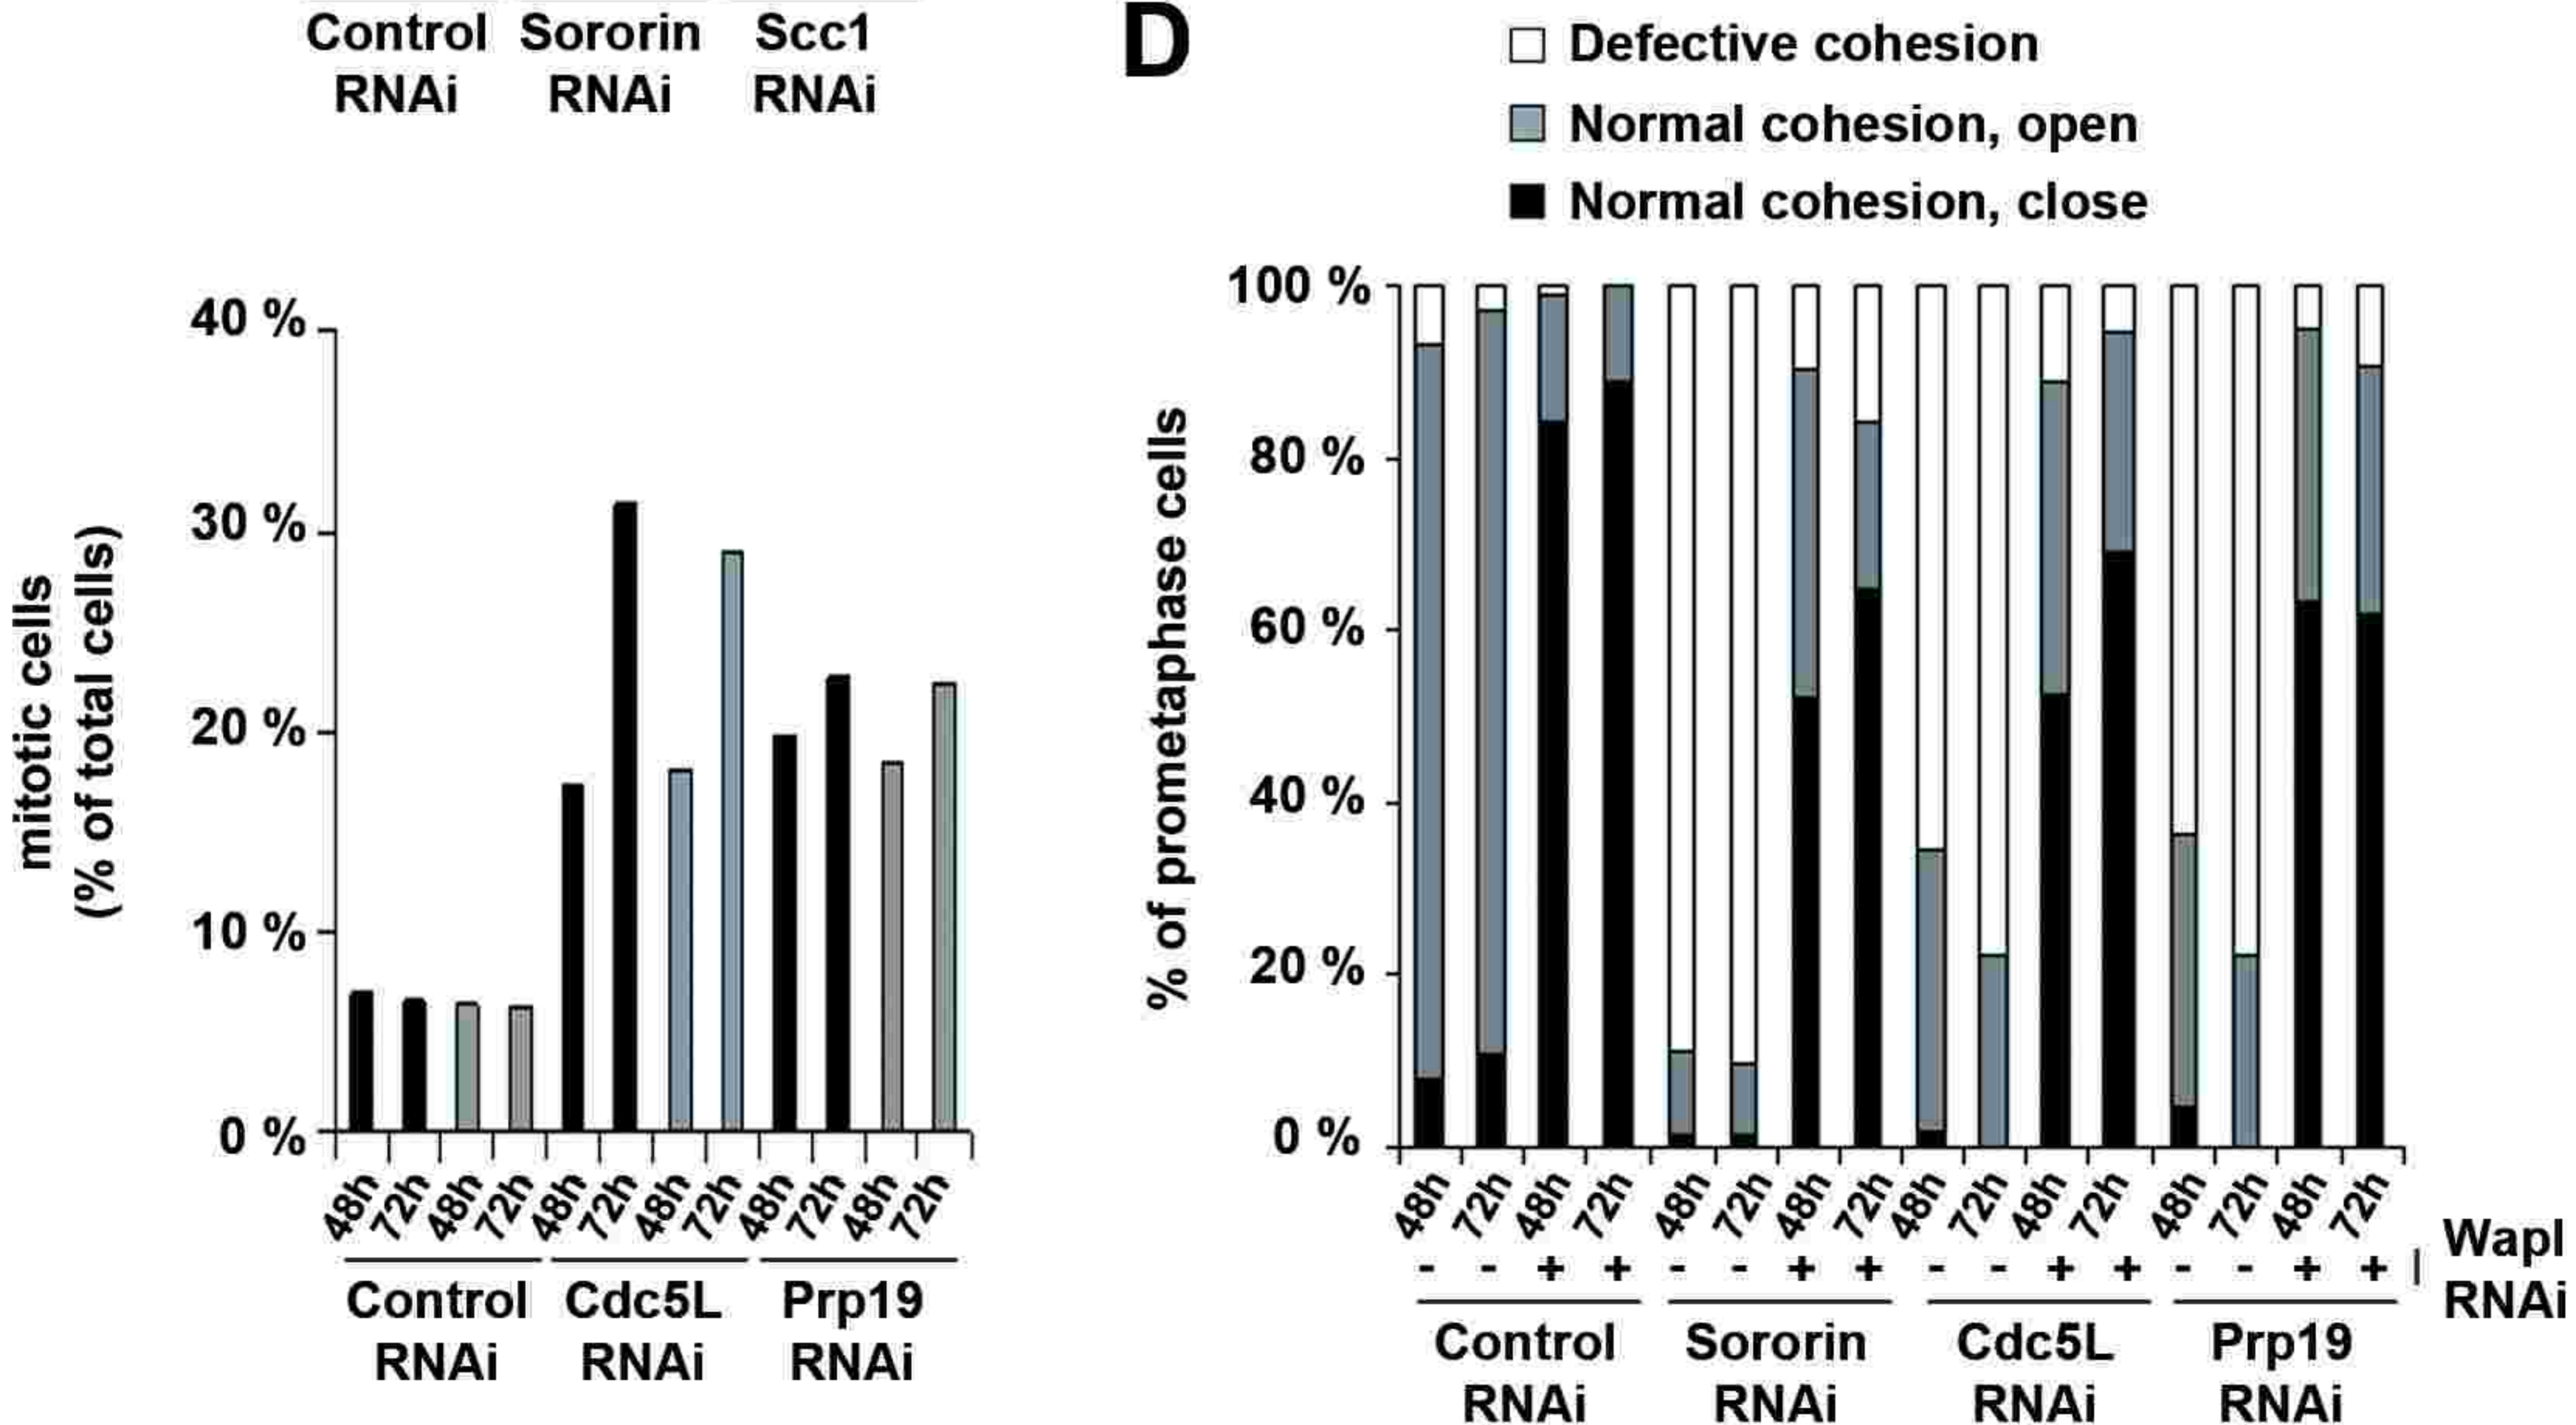 Control Sororin Scc1
RNAi RNAi RNAi
mitotic cells
(% of total cells)
40 %
30 %
20 %
10 %
0 %
48h 72h 48h 72h 48h 72h 48h 72h 48h 72h 48h 72h
Control Cdc5L Prp19
RNAi RNAi RNAi
D
Defective cohesion
Normal cohesion, open
Normal cohesion, close
% of prometaphase cells
100 %
80 %
60 %
40 %
20 %
0 %
48h 72h 48h 72h 48h 72h 48h 72h 48h 72h 48h 72h 48h 72h 48h 72h
- - + + - - + + - - + + - - + + | Wapl
RNAi
Control Sororin Cdc5L Prp19
RNAi RNAi RNAi RNAi